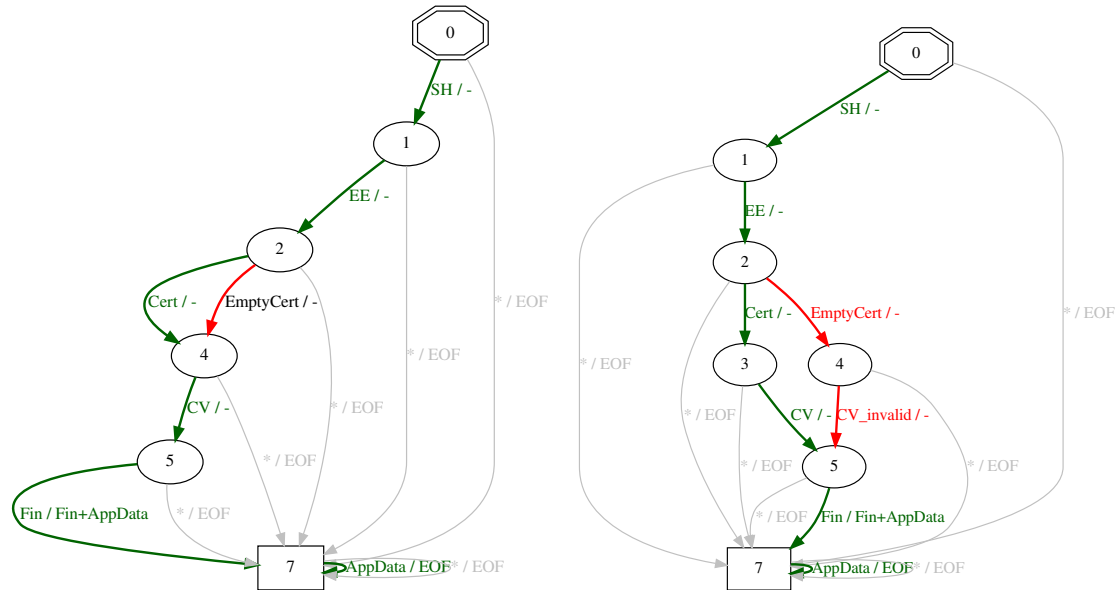 0
SH / -
1
EE / -
2
Cert / -
EmptyCert / -
* / EOF
4
* / EOF
* / EOF
CV / -
5
* / EOF
Fin / Fin+AppData
* / EOF
7
AppData / EOF
* / EOF
0
SH / -
1
EE / -
2
Cert / -
EmptyCert / -
* / EOF
* / EOF
3
4
* / EOF
CV / -
CV_invalid / -
* / EOF
5
* / EOF
* / EOF
Fin / Fin+AppData
7
AppData / EOF
* / EOF